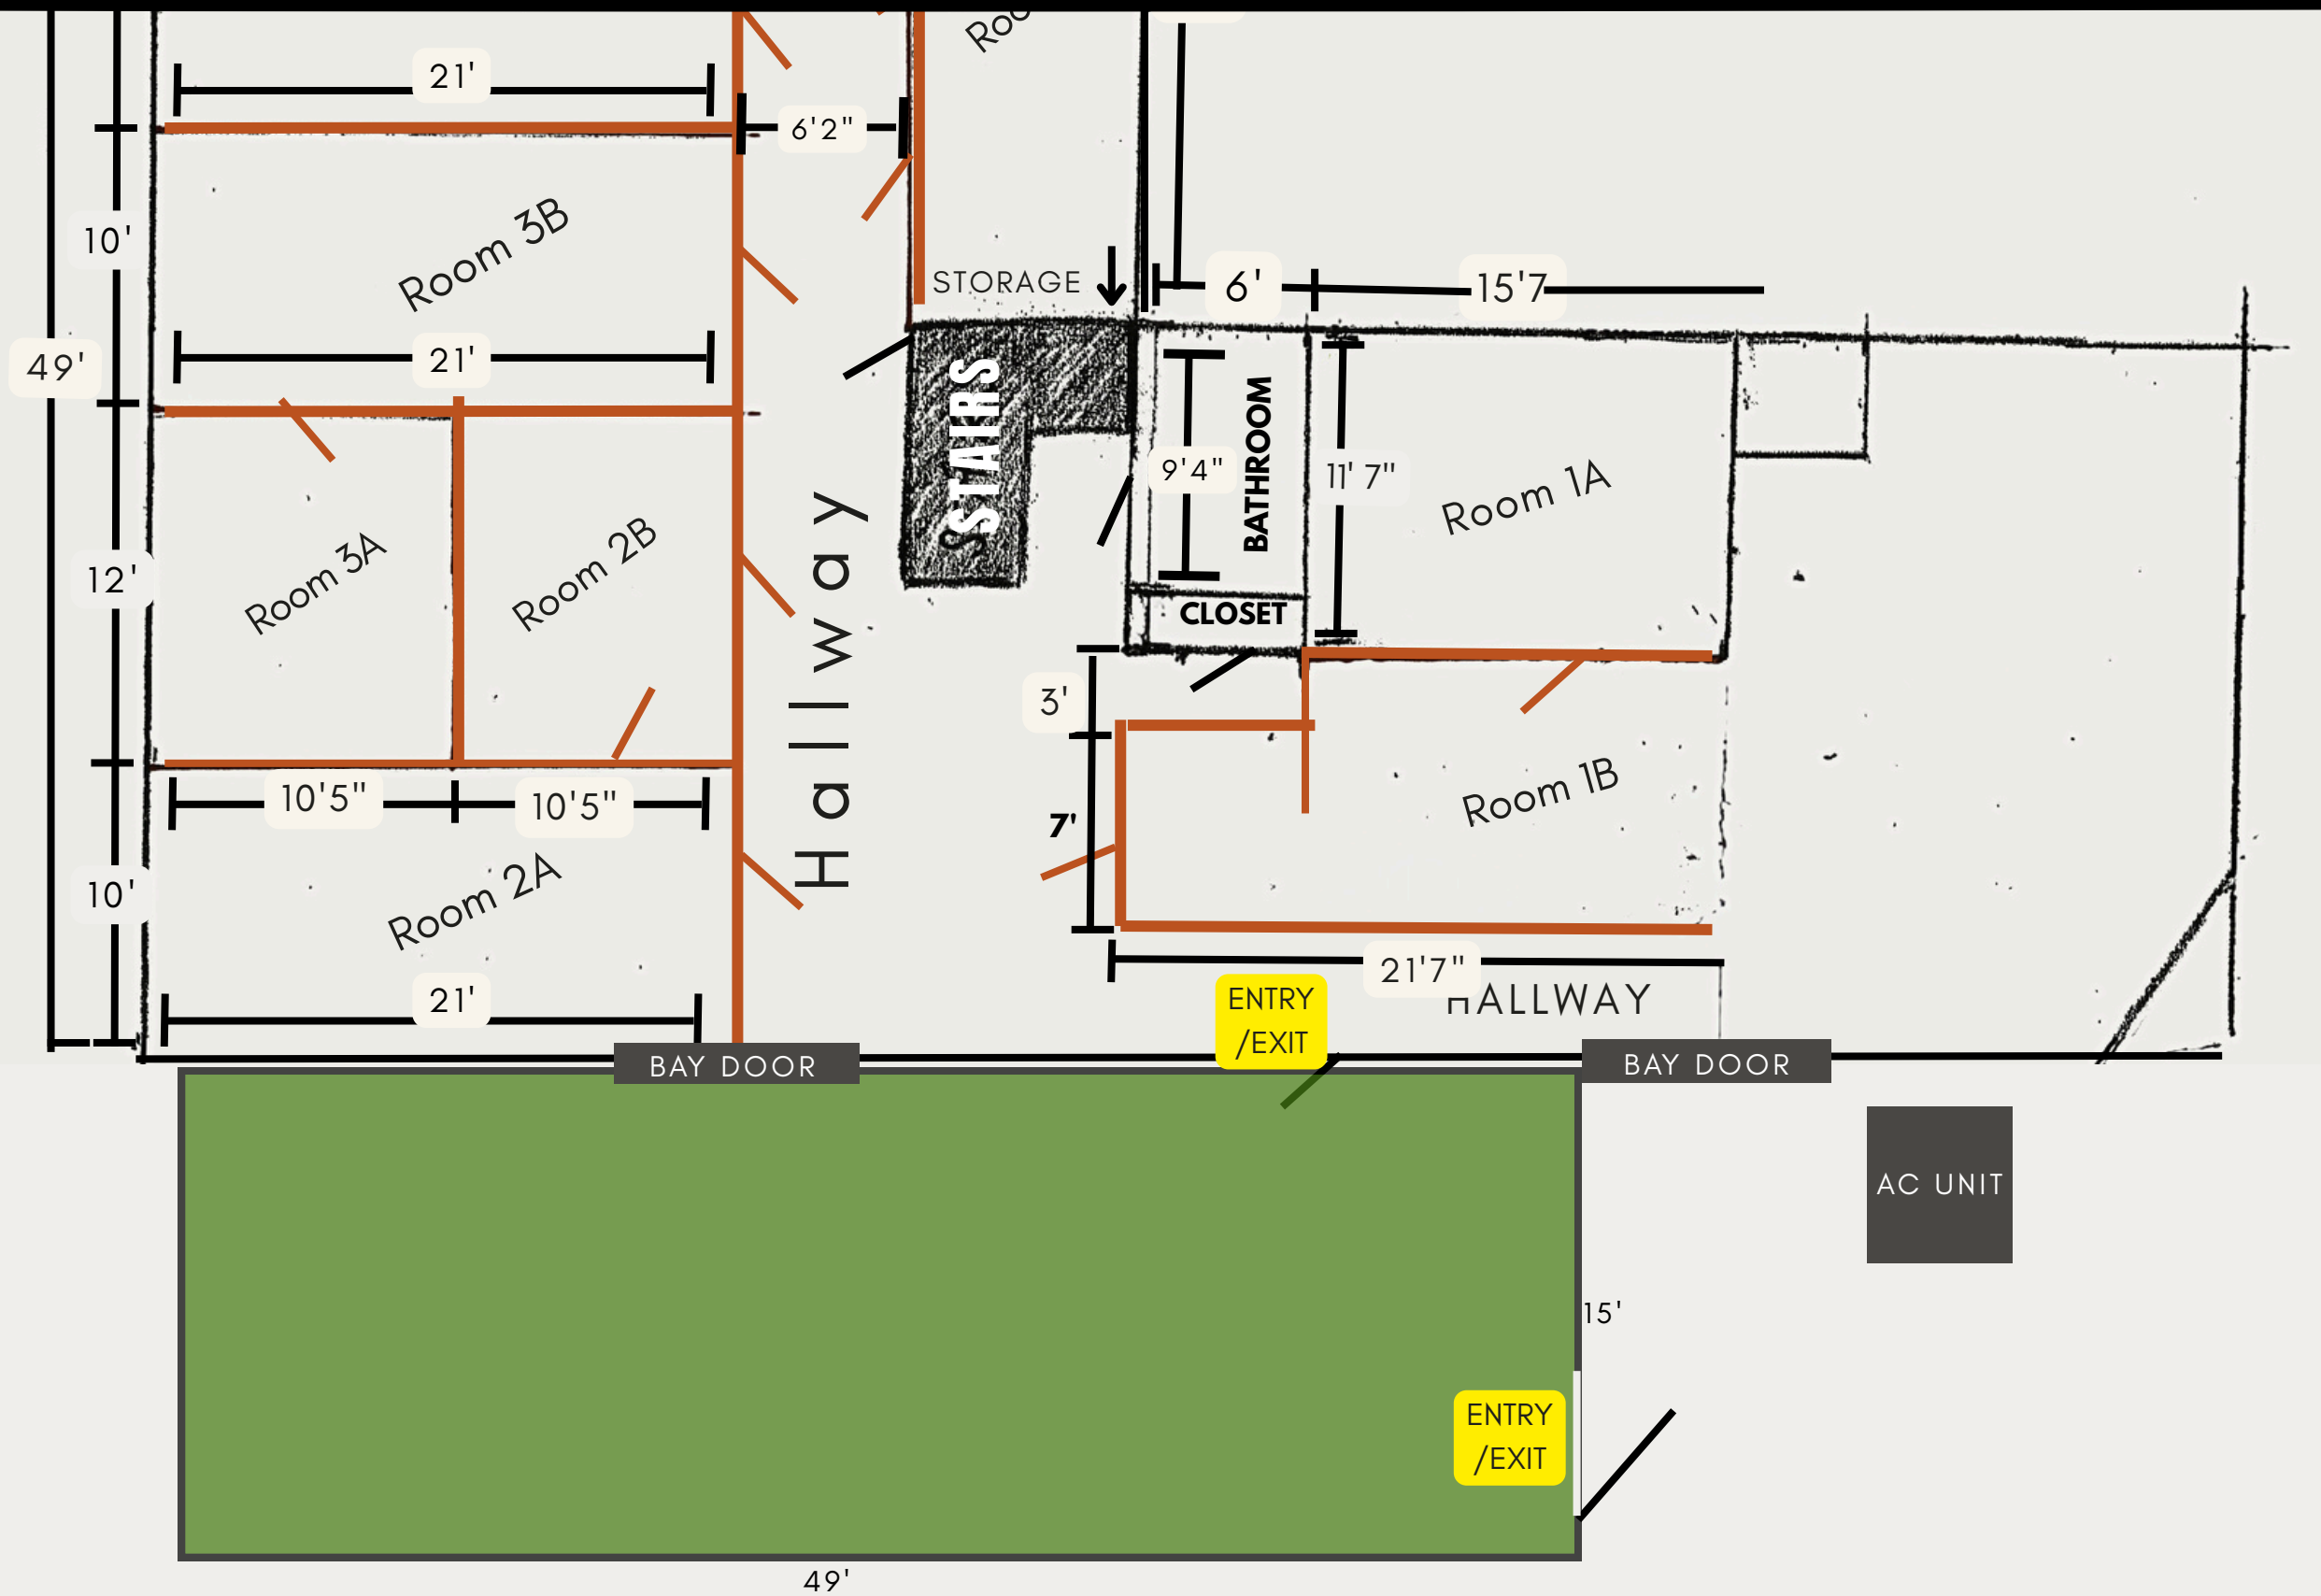 Roo
21'
6'2"
10'
Room 3B
STORAGE
6'
15'7
49'
21'
STAIRS
S
9'4"
BATHROOM
11' 7"
Room 1A
12'
Room 3A
Room 2B
Hallway
CLOSET
3'
10'5"
10'5"
7'
Room 1B
10'
Room 2A
21'
21'7"
HALLWAY
ENTRY
/EXIT
BAY DOOR
BAY DOOR
AC UNIT
15'
ENTRY
/EXIT
49'